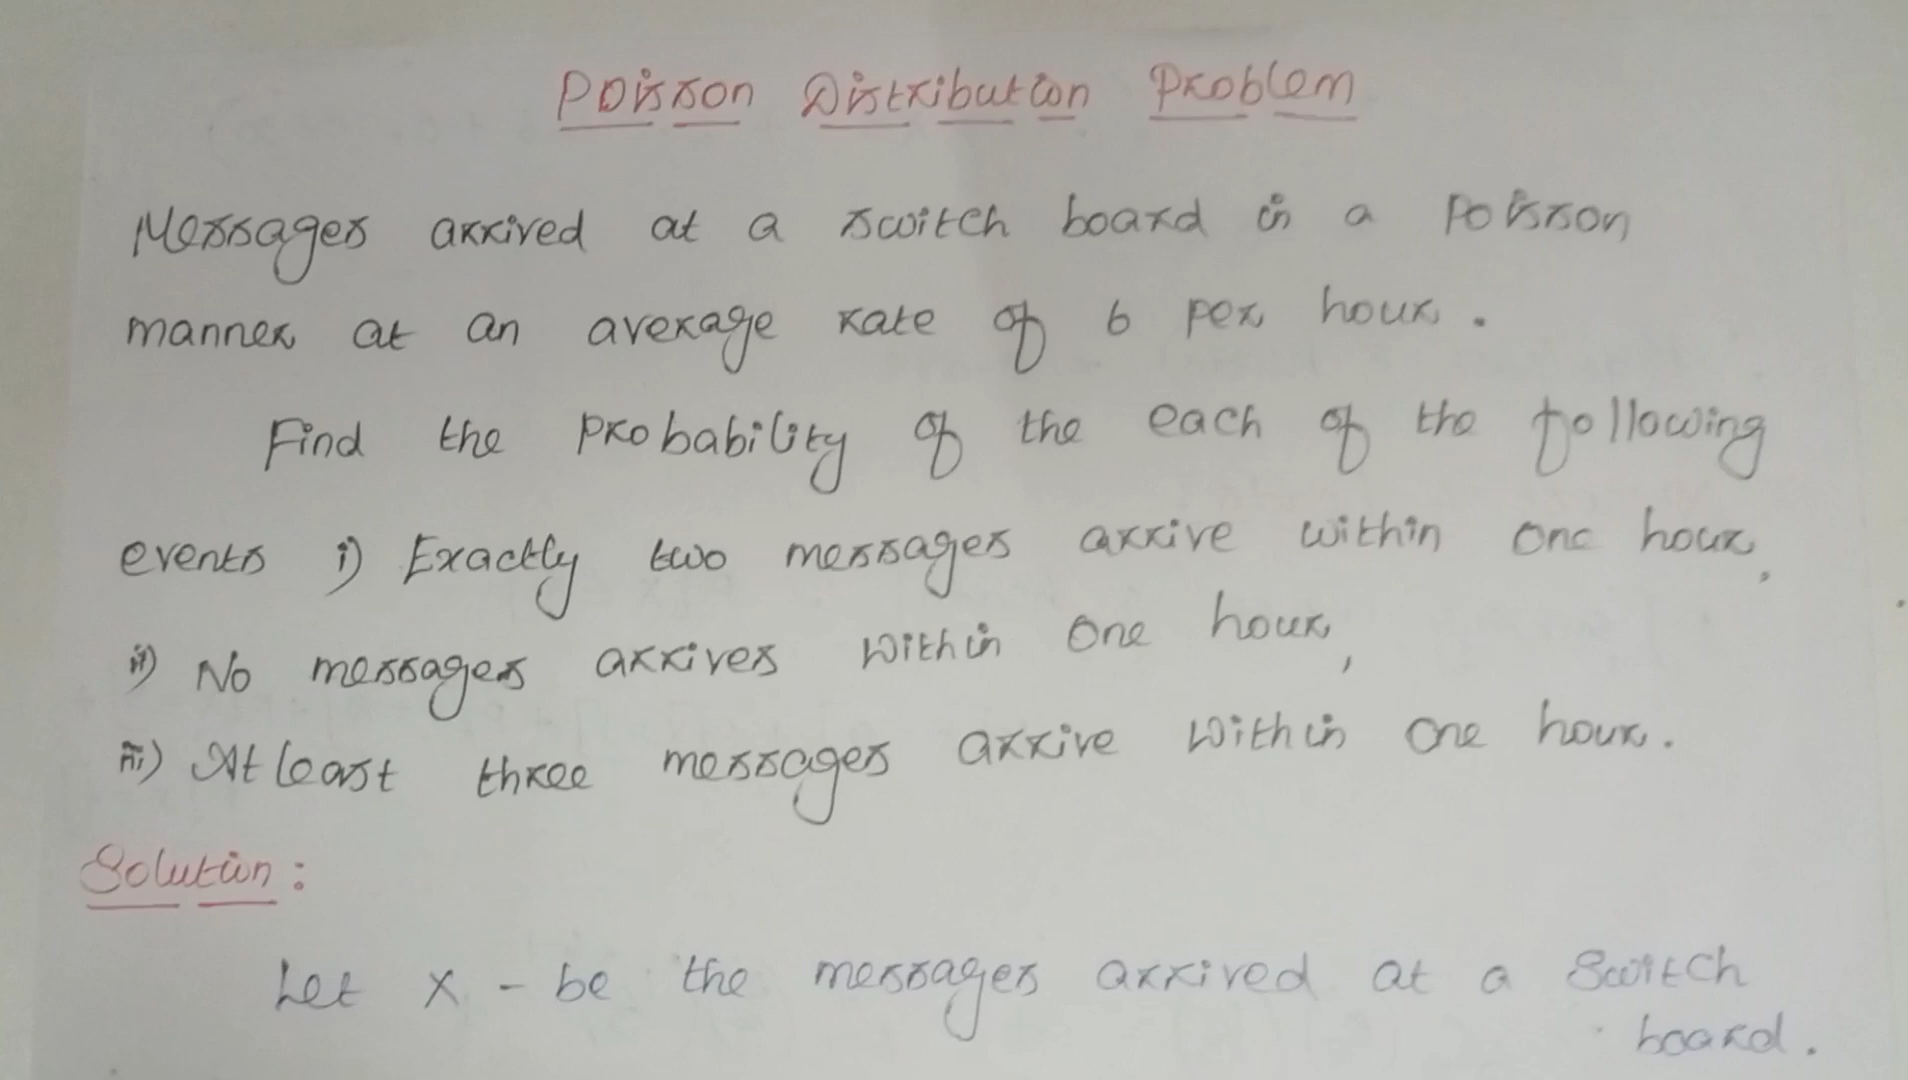 Poisson Distribution Problem
Messages arrived at a switch board in a Poisson
manner at an average rate of 6 per hour.
Find the probability of the each of the following
events i) Exactly two messages arrive within one hour,
ii) No messages arrives within one hour,
iii) At least three messages arrive within one hour.
Solution:
Let X - be the messages arrived at a switch
board.